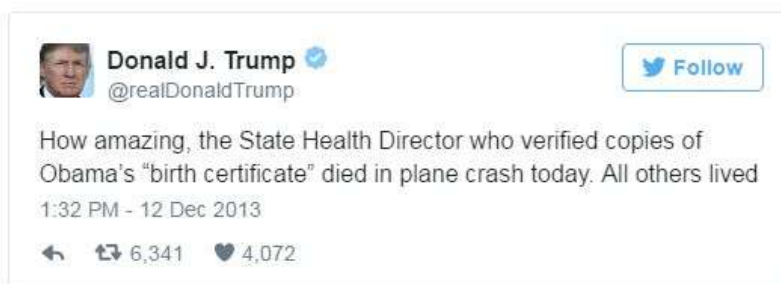 Donald J. Trump
@realDonaldTrump
Follow
How amazing, the State Health Director who verified copies of
Obama's “birth certificate” died in plane crash today. All others lived
1:32 PM - 12 Dec 2013
6,341 4,072